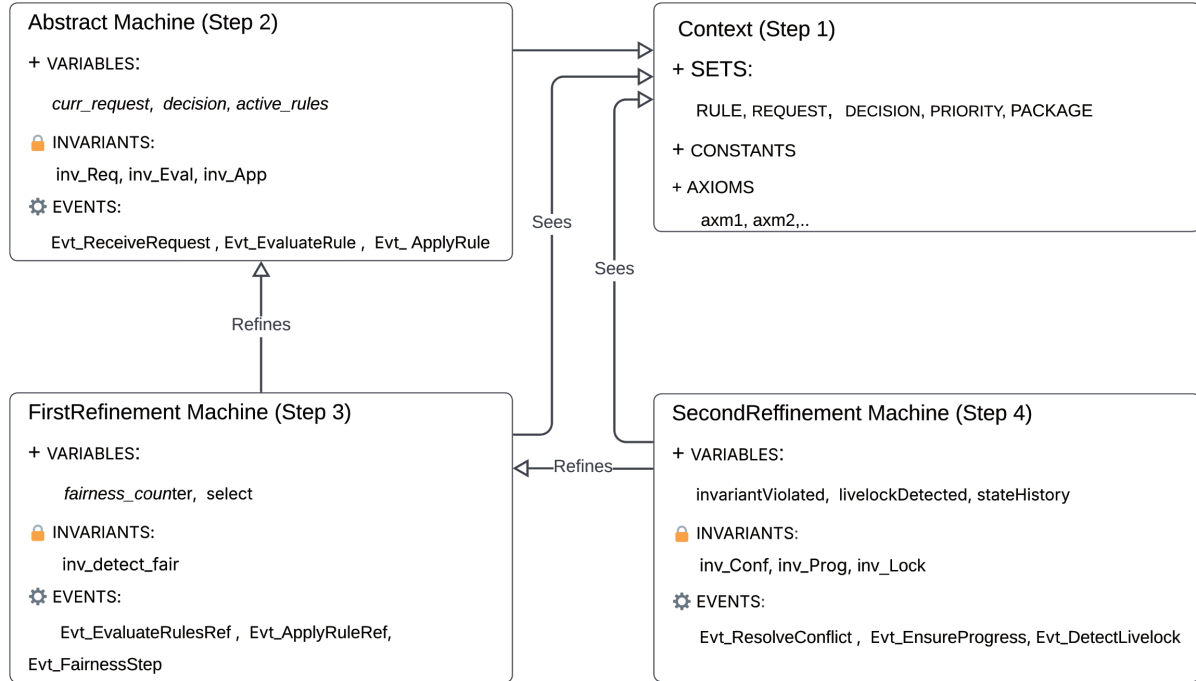 Abstract Machine (Step 2)
+ VARIABLES:
curr_request, decision, active_rules
INVARIANTS:
inv_Req, inv_Eval, inv_App
EVENTS:
Evt_ReceiveRequest , Evt_EvaluateRule , Evt_ ApplyRule
Context (Step 1)
+ SETS:
RULE, REQUEST, DECISION, PRIORITY, PACKAGE
+ CONSTANTS
+ AXIOMS
axm1, axm2,..
Sees
Sees
Refines
FirstRefinement Machine (Step 3)
+ VARIABLES:
fairness_counter, select
INVARIANTS:
inv_detect_fair
EVENTS:
Evt_EvaluateRulesRef , Evt_ApplyRuleRef,
Evt_FairnessStep
Refines
SecondReffinement Machine (Step 4)
+ VARIABLES:
invariantViolated, livelockDetected, stateHistory
INVARIANTS:
inv_Conf, inv_Prog, inv_Lock
EVENTS:
Evt_ResolveConflict , Evt_EnsureProgress, Evt_DetectLivelock